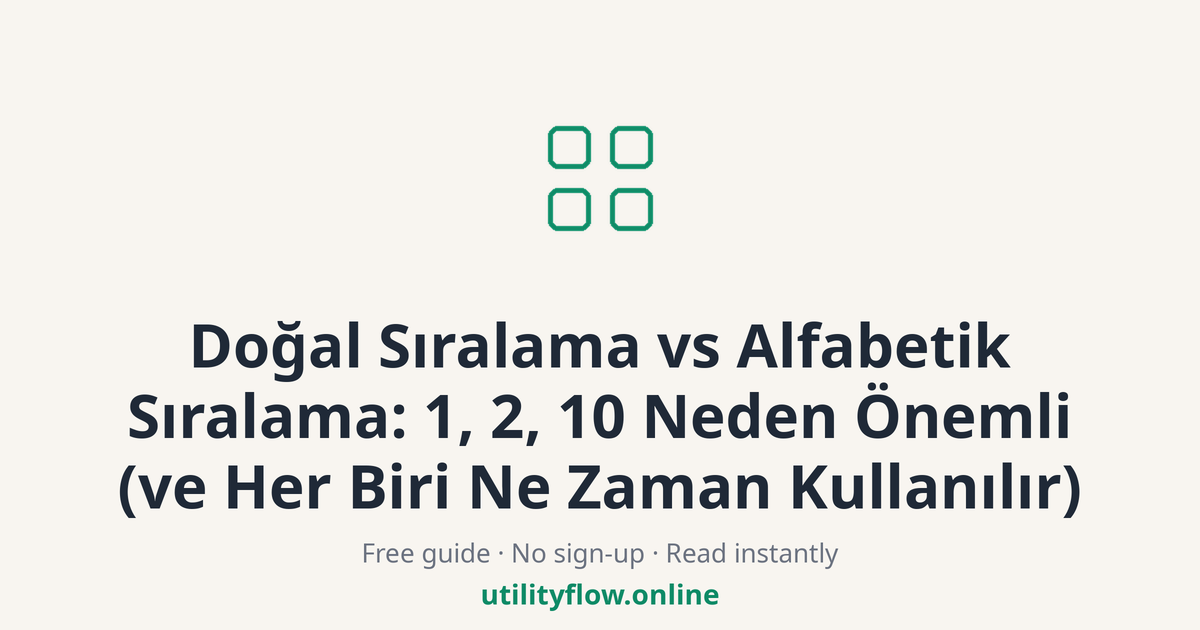 Doğal Sıralama vs Alfabetik
Sıralama: 1, 2, 10 Neden Önemli
(ve Her Biri Ne Zaman Kullanılır)
Free guide · No sign-up · Read instantly
utilityflow.online